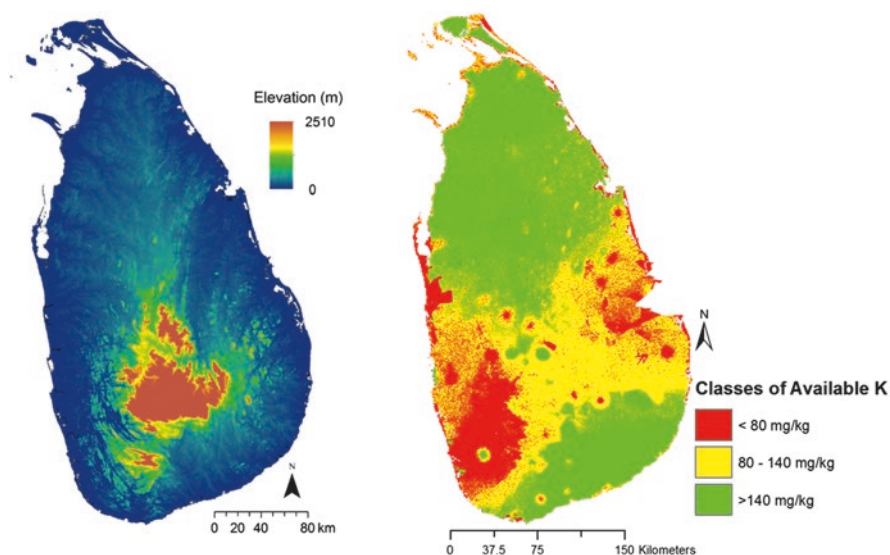 Elevation (m)
2510
0
N
0 20 40 80 km
N
Classes of Available K
< 80 mg/kg
80 - 140 mg/kg
>140 mg/kg
0 37.5 75 150 Kilometers